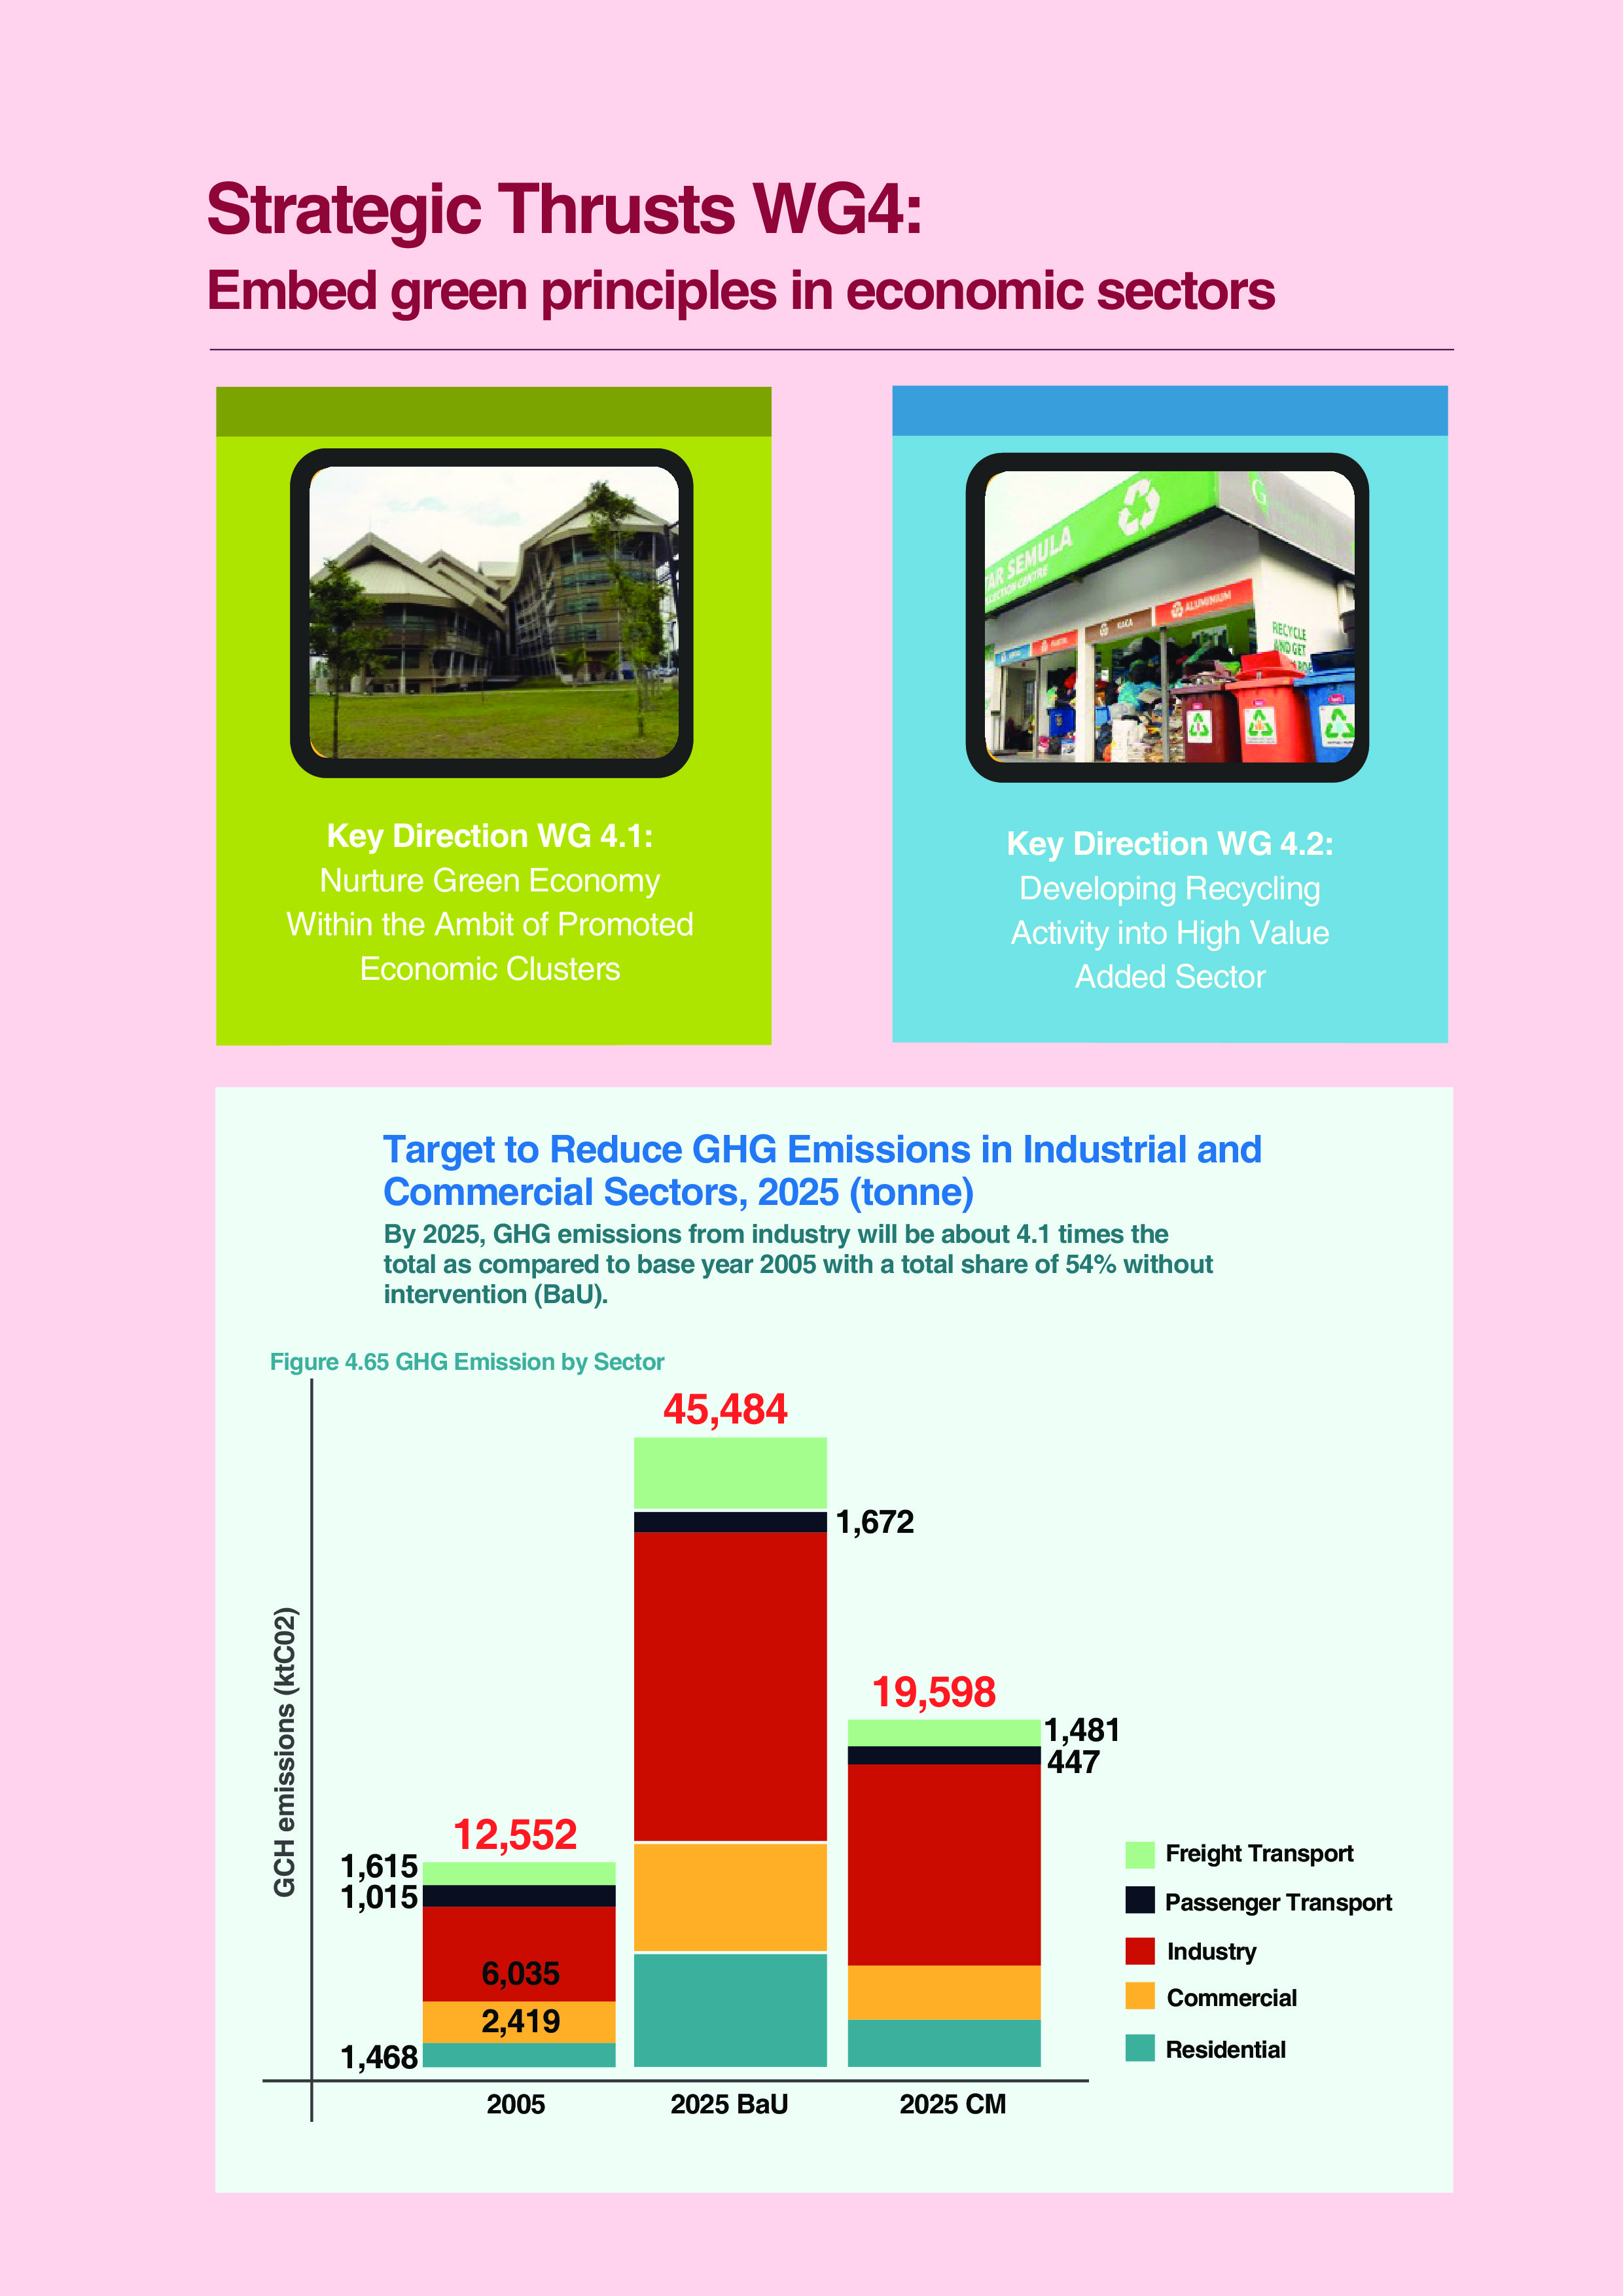 Strategic Thrusts WG4:
Embed green principles in economic sectors
Key Direction WG 4.1:
Nurture Green Economy
Within the Ambit of Promoted
Economic Clusters
TAR SEMULA
CENTRE
G
KACA
ALUMINIUM
RECYCLE
AND GET
Key Direction WG 4.2:
Developing Recycling
Activity into High Value
Added Sector
Target to Reduce GHG Emissions in Industrial and
Commercial Sectors, 2025 (tonne)
By 2025, GHG emissions from industry will be about 4.1 times the
total as compared to base year 2005 with a total share of 54% without
intervention (BaU).
Figure 4.65 GHG Emission by Sector
GCH emissions (ktC02)
12,552
1,615
1,015
6,035
2,419
1,468
45,484
1,672
19,598
1,481
447
Freight Transport
Passenger Transport
Industry
Commercial
Residential
2005
2025 BaU
2025 CM